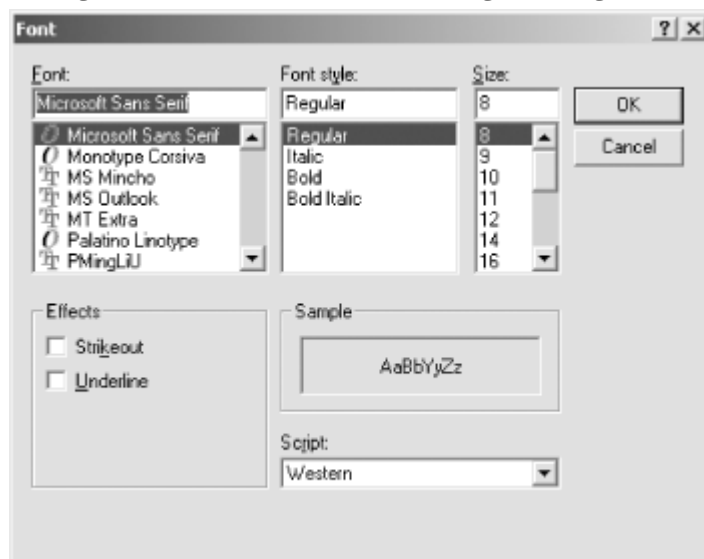 Font
Font: Font style: Size:
Microsoft Sans Serif Regular 8 OK
Microsoft Sans Serif Regular 8 Cancel
Monotype Corsiva Italic 9
MS Mincho Bold 10
MS Outlook Bold Italic 11
MT Extra 12
Palatino Linotype 14
PMingLiU 16
Effects Sample
Strikeout AaBbYyZz
Underline
Script:
Western